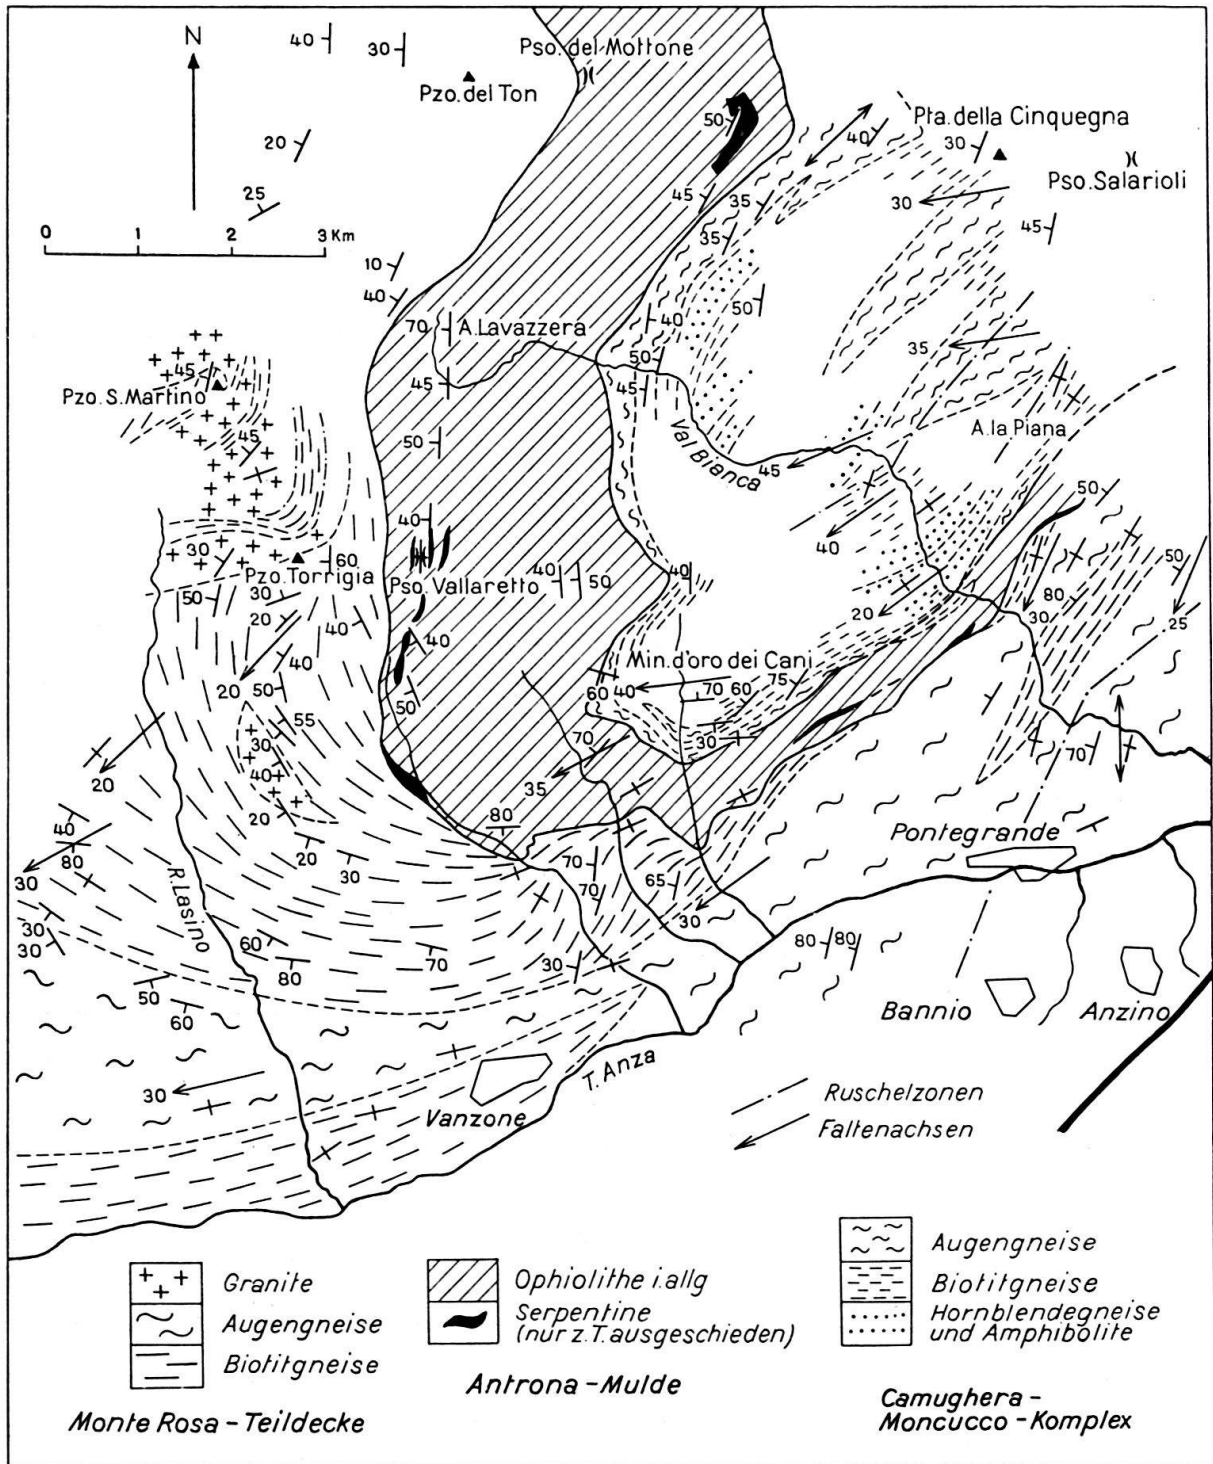 N
40
30
Pso. del Mottone
Pzo. del Ton
50
40
Pta. della Cinquegna
30
20
Pso. Salarioli
25
45
35
30
0 1 2 3 Km
35
45
10
40
50
70
A. Lavazzera
40
35
50
45
Pzo. S. Martino
45
45
Val Bianca
A. la Piana
45
50
45
50
40
40
30
60
Pzo. Torrigia
Pso. Vallaretto
40
50
40
50
30
50
20
40
20
80
30
25
40
40
Min. d'oro dei Cani
20
50
60
40
70
60
75
50
55
30
70
30
70
20
40
35
20
80
Pontegrande
40
80
20
30
70
70
65
30
R. Lasino
30
30
30
60
80
70
30
80
80
50
60
Bannio
Anzino
T. Anza
30
Vanzone
Ruschelzonen
Faltenachsen
Granite
Augengneise
Biotitgneise
Monte Rosa – Teildecke
Ophiolithe i. allg
Serpentine
(nur z.T. ausgeschieden)
Antrona – Mulde
Augengneise
Biotitgneise
Hornblendegneise
und Amphibolite
Camughera –
Moncucco – Komplex